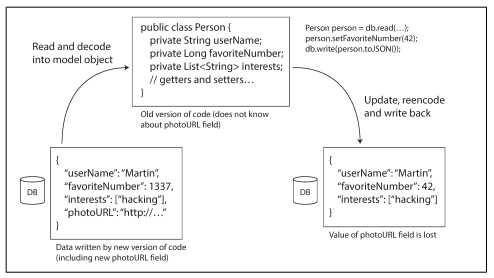 public class Person {
private String userName;
private Long favoriteNumber;
private List<String> interests;
// getters and setters…
}
Old version of code (does not know
about photoURL field)
Read and decode
into model object
Person person = db.read(…);
person.setFavoriteNumber(42);
db.write(person.toJSON());
Update, reencode
and write back
DB
{
"userName": "Martin",
"favoriteNumber": 1337,
"interests": ["hacking"],
"photoURL": "http://…"
}
Data written by new version of code
(including new photoURL field)
DB
{
"userName": "Martin",
"favoriteNumber": 42,
"interests": ["hacking"]
}
Value of photoURL field is lost